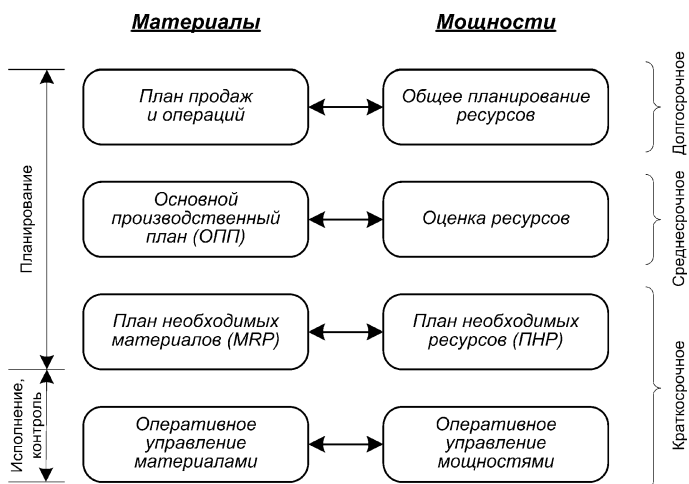 Материалы
Мощности
План продаж
и операций
Общее планирование
ресурсов
Долгосрочное
Планирование
Основной
производственный
план (ОПП)
Оценка ресурсов
Среднесрочное
План необходимых
материалов (MRP)
План необходимых
ресурсов (ПНР)
Краткосрочное
Исполнение,
контроль
Оперативное
управление
материалами
Оперативное
управление
мощностями